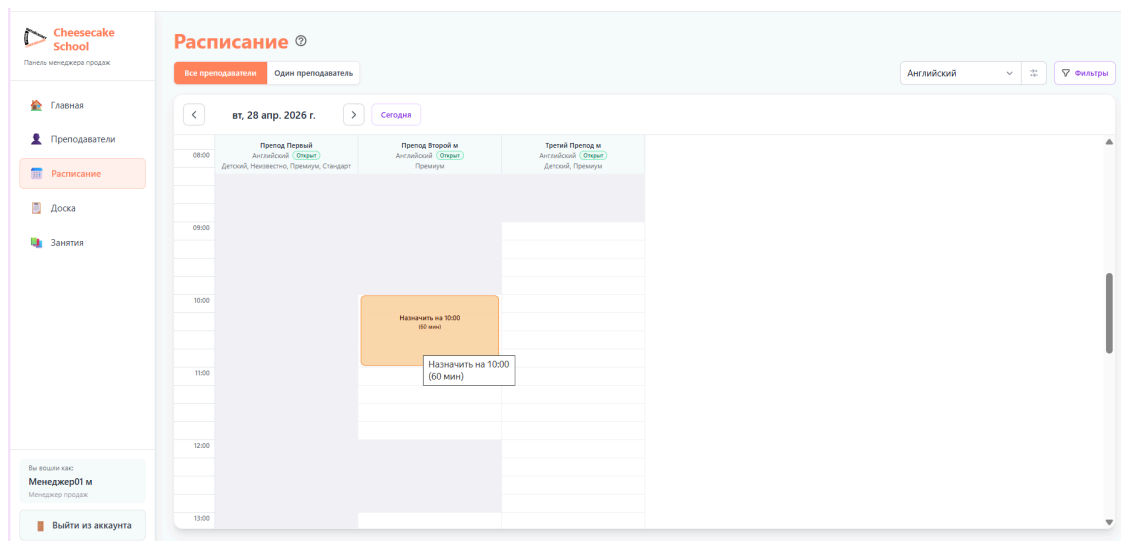 Cheesecake
School
Панель менеджера продаж
Главная
Преподаватели
Расписание
Доска
Занятия
Вы вошли как:
Менеджер01 м
Менеджер продаж
Выйти из аккаунта
Расписание
Все преподаватели
Один преподаватель
Английский
Фильтры
вт, 28 апр. 2026 г.
Сегодня
Препод Первый
Английский Открыт
Детский, Неизвестно, Премиум, Стандарт
Препод Второй м
Английский Открыт
Премиум
Третий Препод м
Английский Открыт
Детский, Премиум
08:00
09:00
10:00
11:00
12:00
13:00
Назначить на 10:00
(60 мин)
Назначить на 10:00
(60 мин)